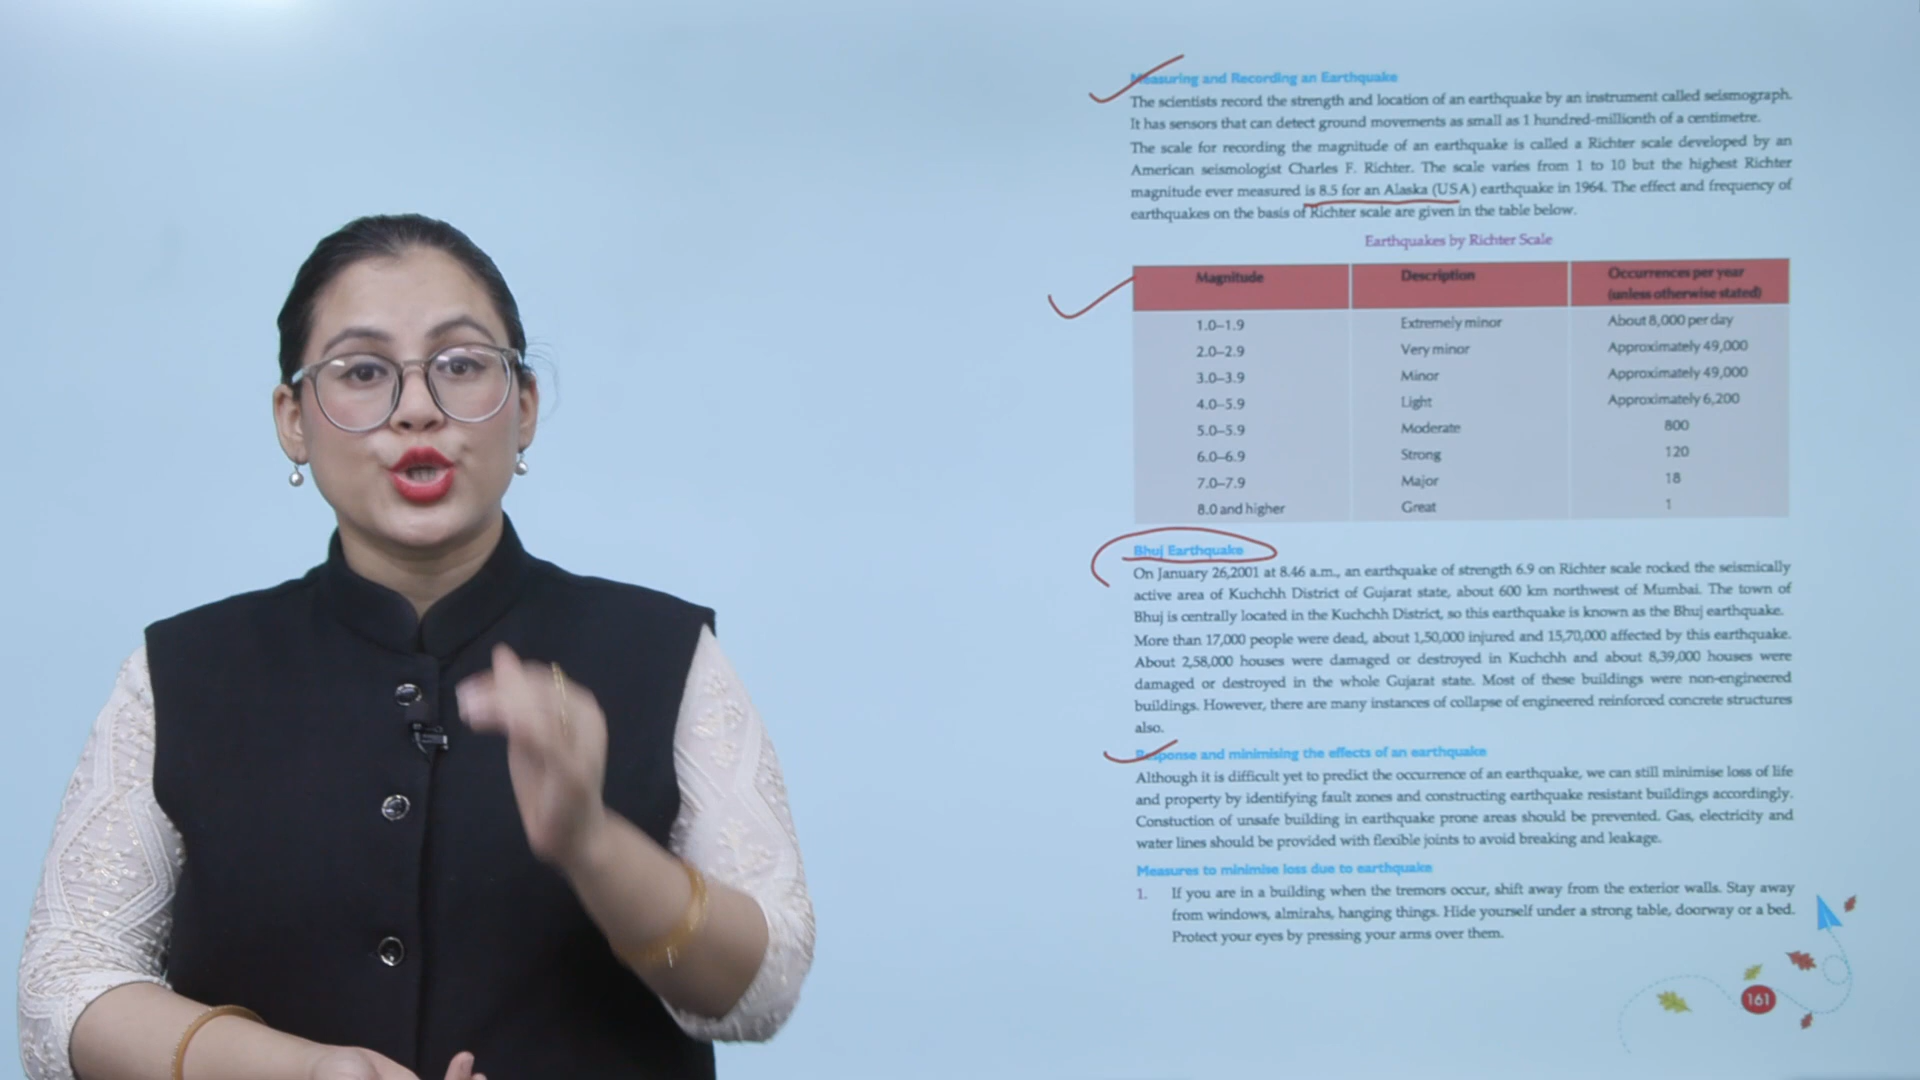 Measuring and Recording an Earthquake
The scientists record the strength and location of an earthquake by an instrument called seismograph.
It has sensors that can detect ground movements as small as 1 hundred-millionth of a centimetre.
The scale for recording the magnitude of an earthquake is called a Richter scale developed by an
American seismologist Charles F. Richter. The scale varies from 1 to 10 but the highest Richter
magnitude ever measured is 8.5 for an Alaska (USA) earthquake in 1964. The effect and frequency of
earthquakes on the basis of Richter scale are given in the table below.
Earthquakes by Richter Scale
Magnitude Description Occurrences per year
(unless otherwise stated)
1.0–1.9 Extremely minor About 8,000 per day
2.0–2.9 Very minor Approximately 49,000
3.0–3.9 Minor Approximately 49,000
4.0–5.9 Light Approximately 6,200
5.0–5.9 Moderate 800
6.0–6.9 Strong 120
7.0–7.9 Major 18
8.0 and higher Great 1
Bhuj Earthquake
On January 26,2001 at 8.46 a.m., an earthquake of strength 6.9 on Richter scale rocked the seismically
active area of Kuchchh District of Gujarat state, about 600 km northwest of Mumbai. The town of
Bhuj is centrally located in the Kuchchh District, so this earthquake is known as the Bhuj earthquake.
More than 17,000 people were dead, about 1,50,000 injured and 15,70,000 affected by this earthquake.
About 2,58,000 houses were damaged or destroyed in Kuchchh and about 8,39,000 houses were
damaged or destroyed in the whole Gujarat state. Most of these buildings were non-engineered
buildings. However, there are many instances of collapse of engineered reinforced concrete structures
also.
Response and minimising the effects of an earthquake
Although it is difficult yet to predict the occurrence of an earthquake, we can still minimise loss of life
and property by identifying fault zones and constructing earthquake resistant buildings accordingly.
Constuction of unsafe building in earthquake prone areas should be prevented. Gas, electricity and
water lines should be provided with flexible joints to avoid breaking and leakage.
Measures to minimise loss due to earthquake
1. If you are in a building when the tremors occur, shift away from the exterior walls. Stay away
from windows, almirahs, hanging things. Hide yourself under a strong table, doorway or a bed.
Protect your eyes by pressing your arms over them.
161